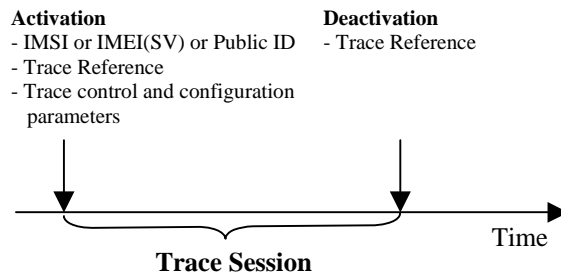 Activation
- IMSI or IMEI(SV) or Public ID
- Trace Reference
- Trace control and configuration
parameters
Deactivation
- Trace Reference
Time
Trace Session